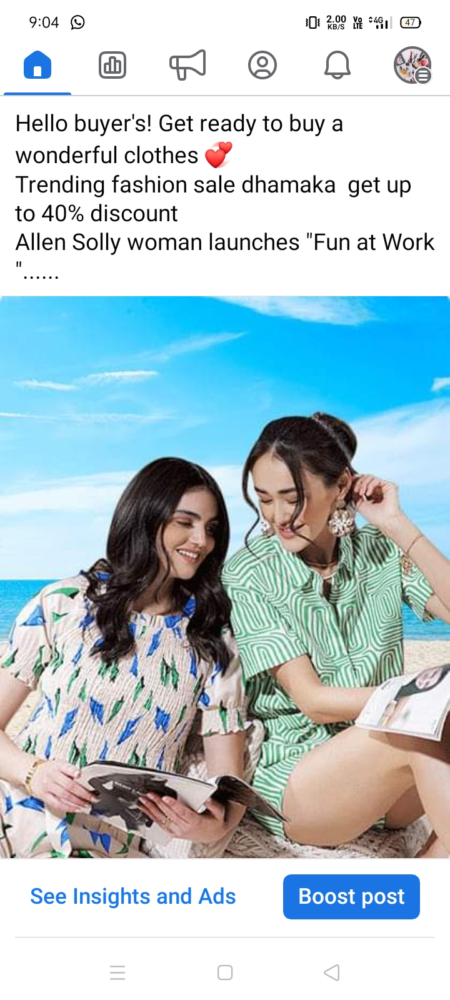 9:04
2.00
KB/S
Vo
LTE
4G
47
Hello buyer's! Get ready to buy a
wonderful clothes 💞
Trending fashion sale dhamaka  get up
to 40% discount
Allen Solly woman launches "Fun at Work
"......
See Insights and Ads
Boost post